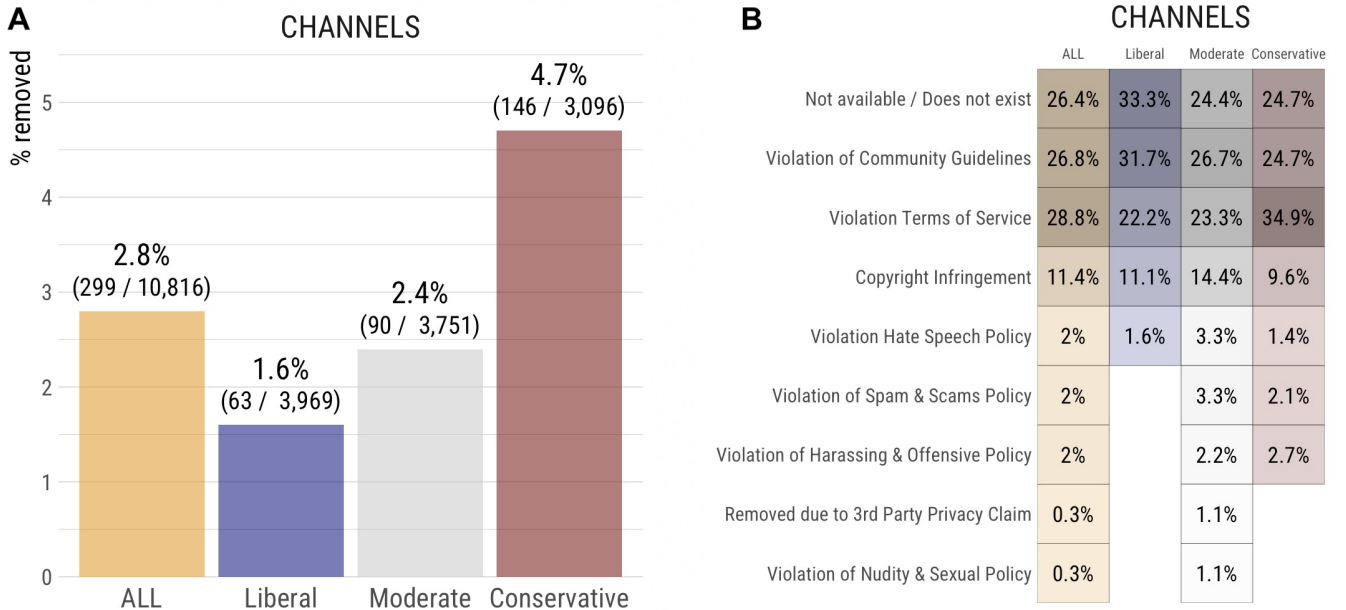 A
CHANNELS
% removed
5
4
3
2
1
0
2.8%
(299 / 10,816)
1.6%
(63 / 3,969)
2.4%
(90 / 3,751)
4.7%
(146 / 3,096)
ALL Liberal Moderate Conservative
B
CHANNELS
ALL Liberal Moderate Conservative
Not available / Does not exist 26.4% 33.3% 24.4% 24.7%
Violation of Community Guidelines 26.8% 31.7% 26.7% 24.7%
Violation Terms of Service 28.8% 22.2% 23.3% 34.9%
Copyright Infringement 11.4% 11.1% 14.4% 9.6%
Violation Hate Speech Policy 2% 1.6% 3.3% 1.4%
Violation of Spam & Scams Policy 2% 3.3% 2.1%
Violation of Harassing & Offensive Policy 2% 2.2% 2.7%
Removed due to 3rd Party Privacy Claim 0.3% 1.1%
Violation of Nudity & Sexual Policy 0.3% 1.1%